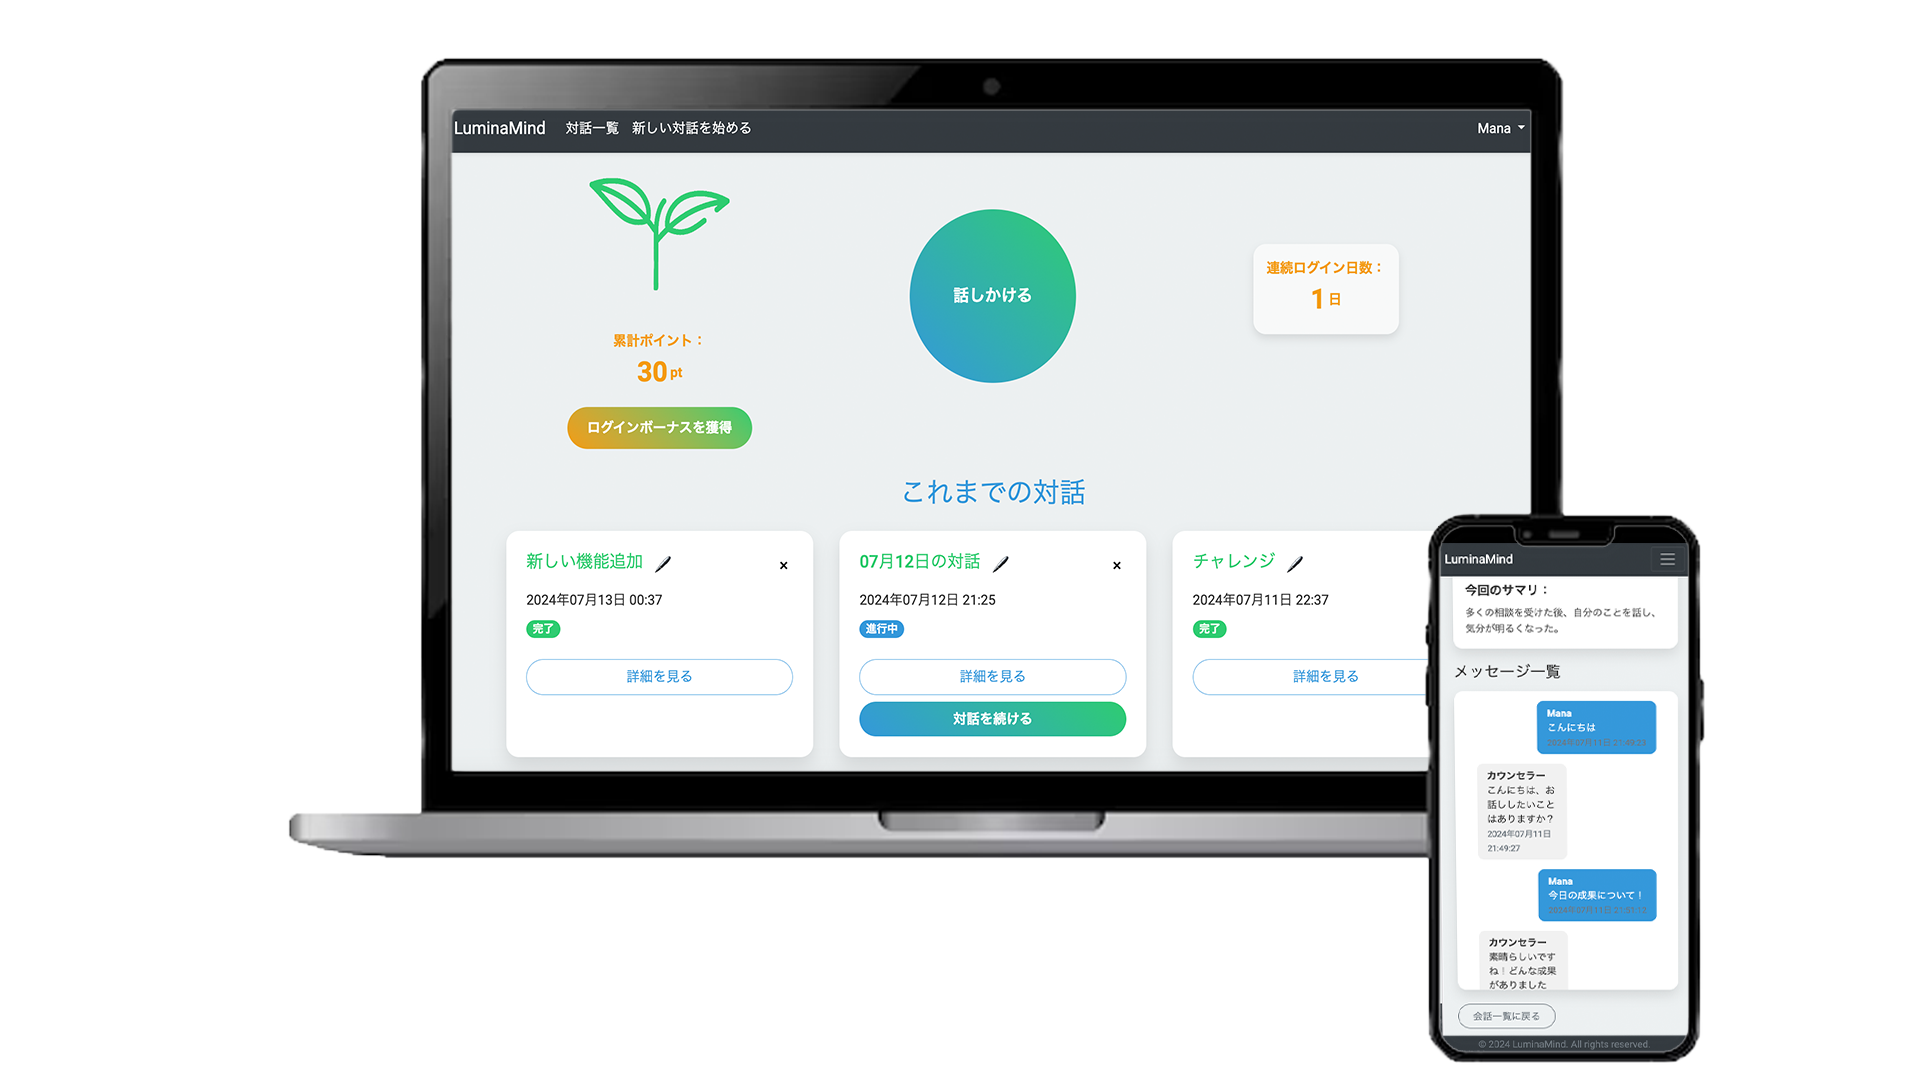 LuminaMind 対話一覧 新しい対話を始める Mana
話しかける
連続ログイン日数：
1 日
累計ポイント：
30 pt
ログインボーナスを獲得
これまでの対話
新しい機能追加 ×
2024年07月13日 00:37
完了
詳細を見る
07月12日の対話 ×
2024年07月12日 21:25
進行中
詳細を見る
対話を続ける
チャレンジ
2024年07月11日 22:37
完了
詳細を見る
LuminaMind
今回のサマリ：
多くの相談を受けた後、自分のことを話し、
気分が明るくなった。
メッセージ一覧
Mana
こんにちは
カウンセラー
こんにちは、お
話ししたいこと
はありますか？
2024年07月11日
21:49:27
Mana
今日の成果について！
カウンセラー
素晴らしいです
ね！どんな成果
がありました
会話一覧に戻る
© 2024 LuminaMind. All rights reserved.